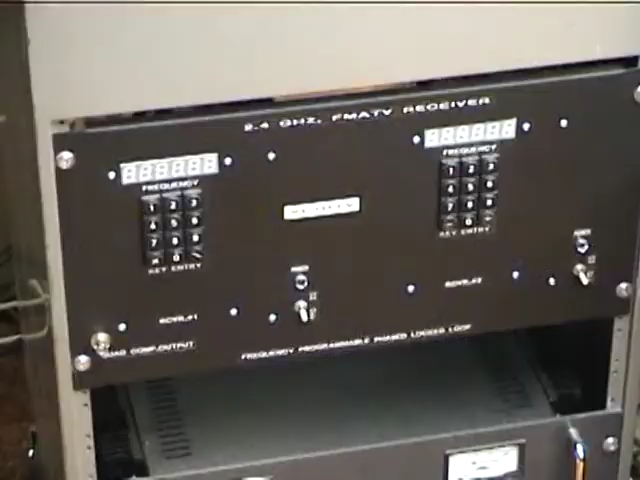 2.4 GHZ. FMATV RECEIVER
888888
FREQUENCY
1 2 3
4 5 6
7 8 9
* 0
KEY ENTRY
888888
FREQUENCY
1 2 3
4 5 6
7 8 9
0
KEY ENTRY
RCVR.#1
RCVR.#2
COMP.OUTPUT
FREQUENCY PROGRAMMABLE PHASED LOCKED LOOP